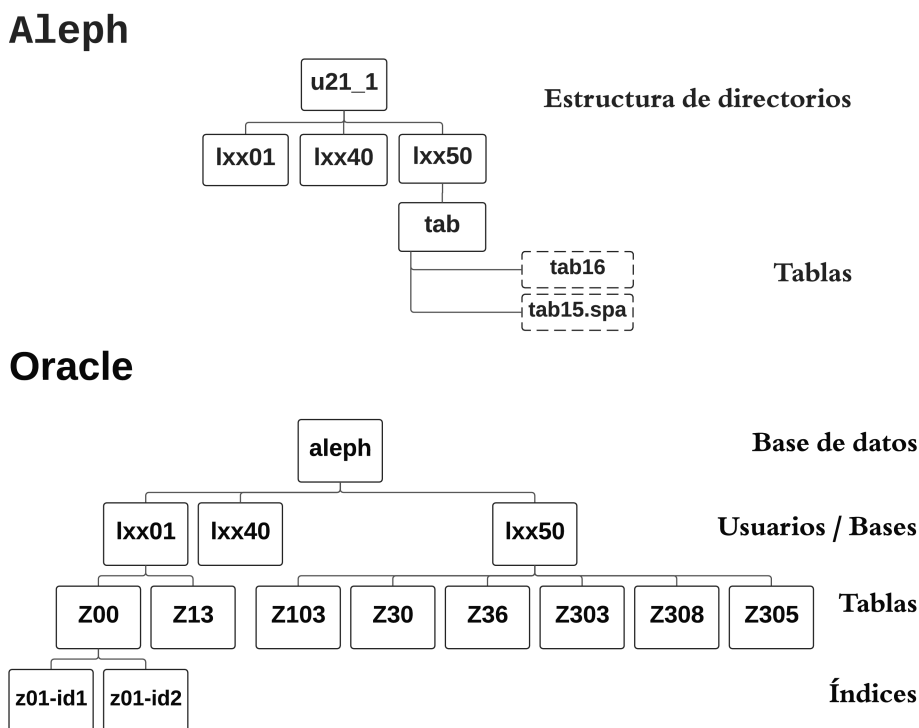 Aleph
u21_1
Estructura de directorios
lxx01 lxx40 lxx50
tab
tab16
Tablas
tab15.spa
Oracle
aleph
Base de datos
lxx01 lxx40 lxx50
Usuarios / Bases
Z00 Z13 Z103 Z30 Z36 Z303 Z308 Z305
Tablas
z01-id1 z01-id2
Índices